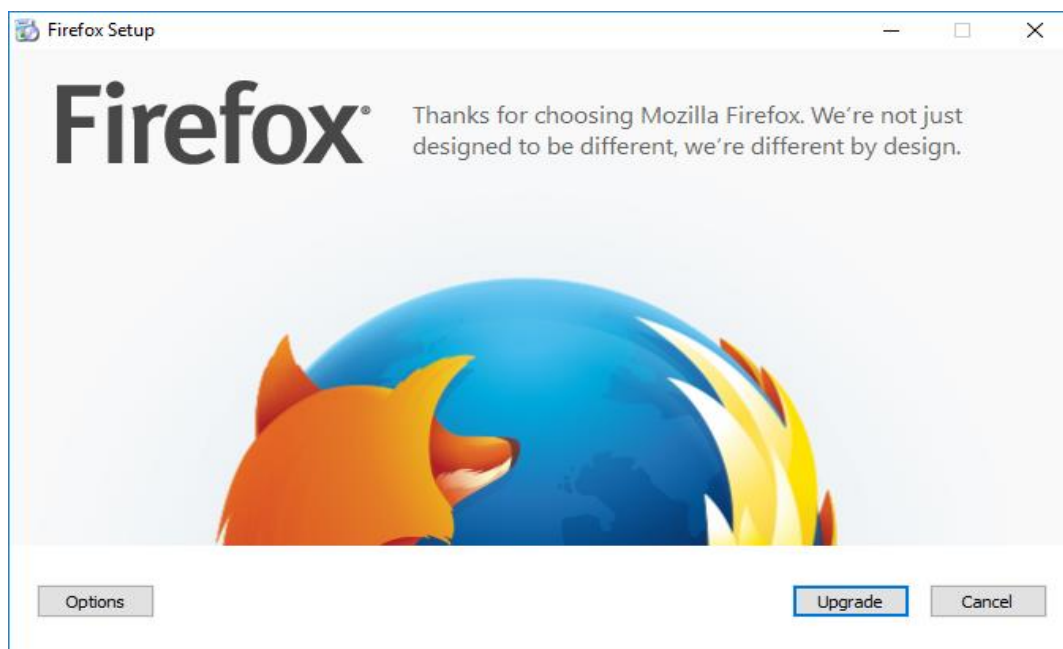 Firefox Setup
Firefox®
Thanks for choosing Mozilla Firefox. We're not just
designed to be different, we're different by design.
Options
Upgrade
Cancel